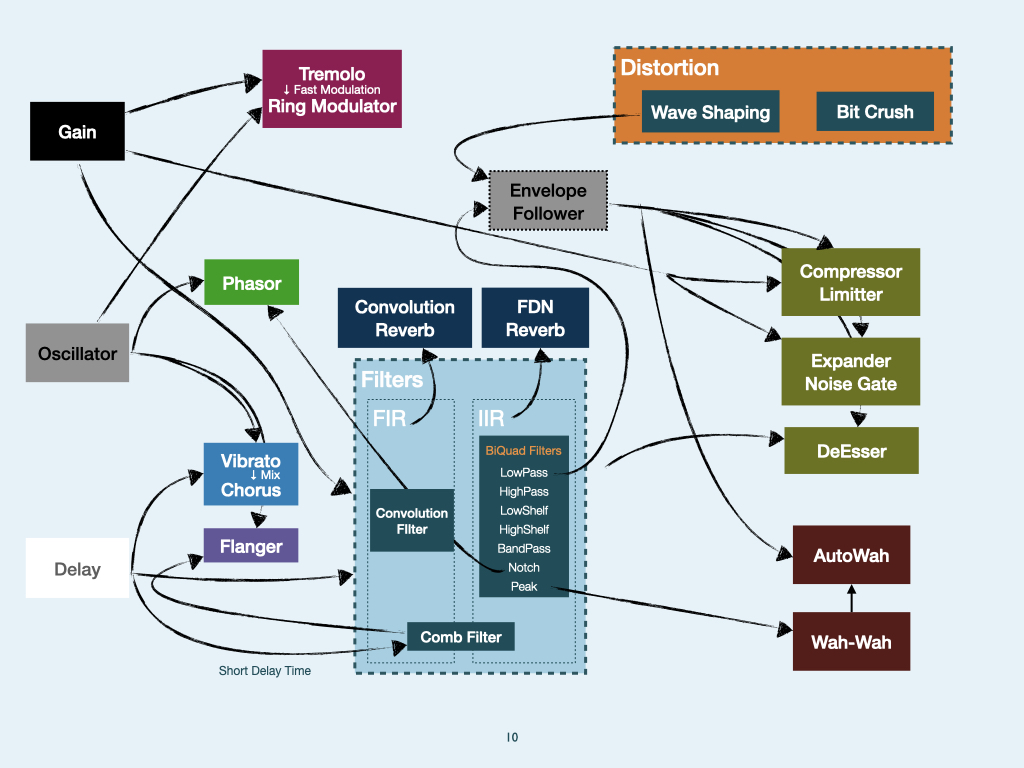 Distortion
Tremolo
↓ Fast Modulation
Ring Modulator
Wave Shaping
Bit Crush
Gain
Envelope
Follower
Phasor
Compressor
Limitter
Convolution
Reverb
FDN
Reverb
Oscillator
Expander
Noise Gate
Filters
FIR
IIR
BiQuad Filters
LowPass
HighPass
LowShelf
HighShelf
BandPass
Notch
Peak
DeEsser
Vibrato
↓ Mix
Chorus
Convolution
FIlter
Flanger
Delay
AutoWah
Comb Filter
Wah-Wah
Short Delay Time
10